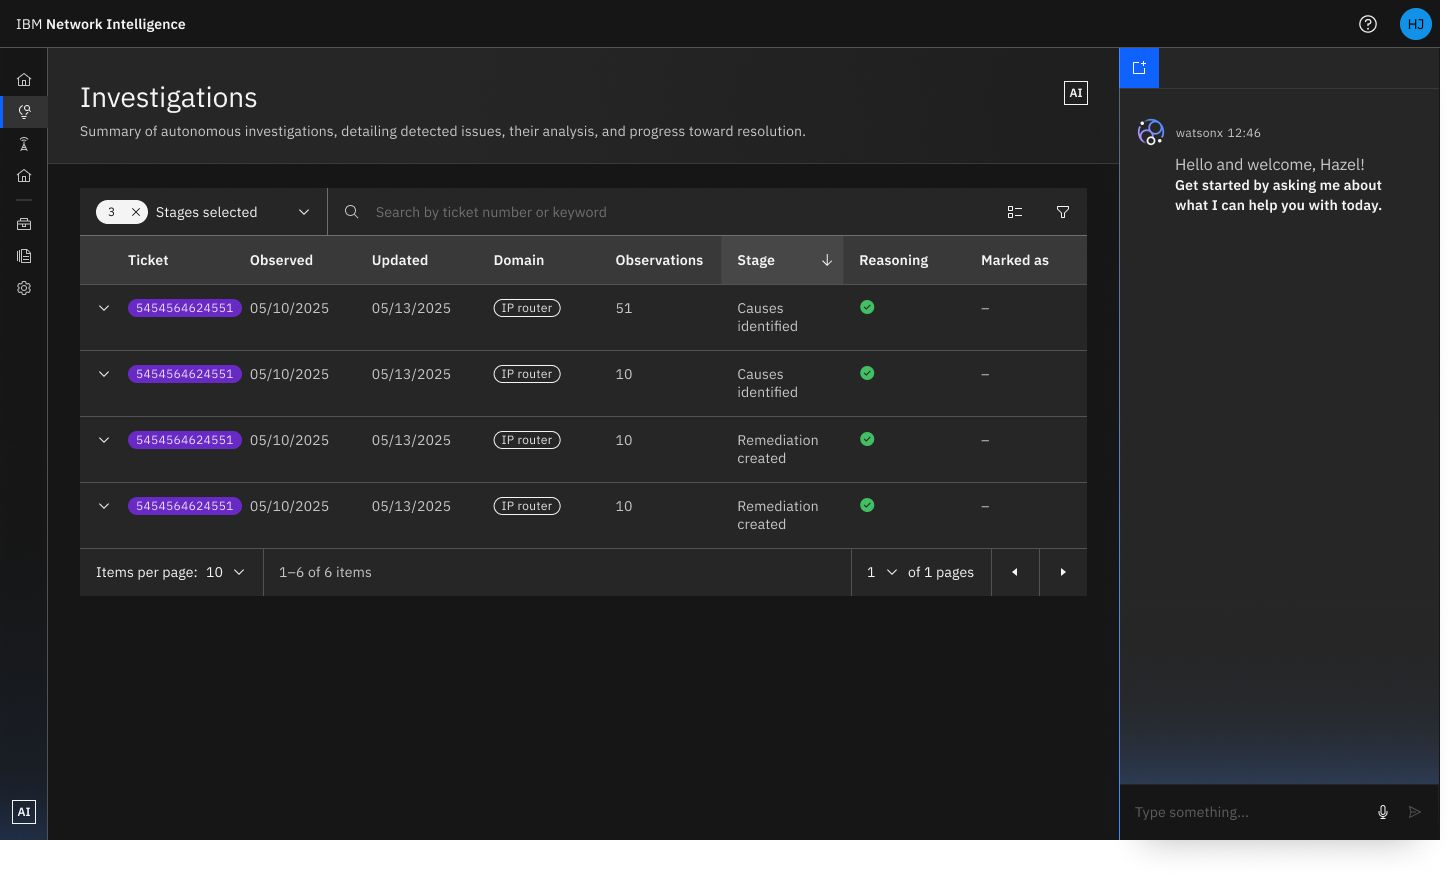 IBM Network Intelligence
HJ
Investigations
AI
Summary of autonomous investigations, detailing detected issues, their analysis, and progress toward resolution.
3 Stages selected
Search by ticket number or keyword
Ticket Observed Updated Domain Observations Stage Reasoning Marked as
5454564624551 05/10/2025 05/13/2025 IP router 51 Causes identified –
5454564624551 05/10/2025 05/13/2025 IP router 10 Causes identified –
5454564624551 05/10/2025 05/13/2025 IP router 10 Remediation created –
5454564624551 05/10/2025 05/13/2025 IP router 10 Remediation created –
Items per page: 10 1–6 of 6 items 1 of 1 pages
AI
watsonx 12:46
Hello and welcome, Hazel!
Get started by asking me about
what I can help you with today.
Type something...